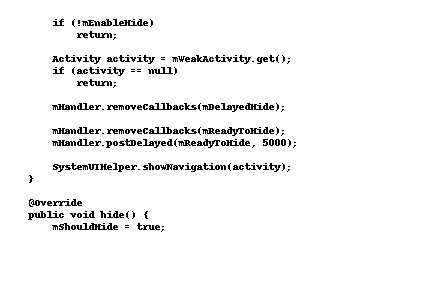 if (!mEnableHide)
return;
Activity activity = mWeakActivity.get();
if (activity == null)
return;
mHandler.removeCallbacks(mDelayedHide);
mHandler.removeCallbacks(mReadyToHide);
mHandler.postDelayed(mReadyToHide, 5000);
SystemUIHelper.showNavigation(activity);
}
@Override
public void hide() {
mShouldHide = true;